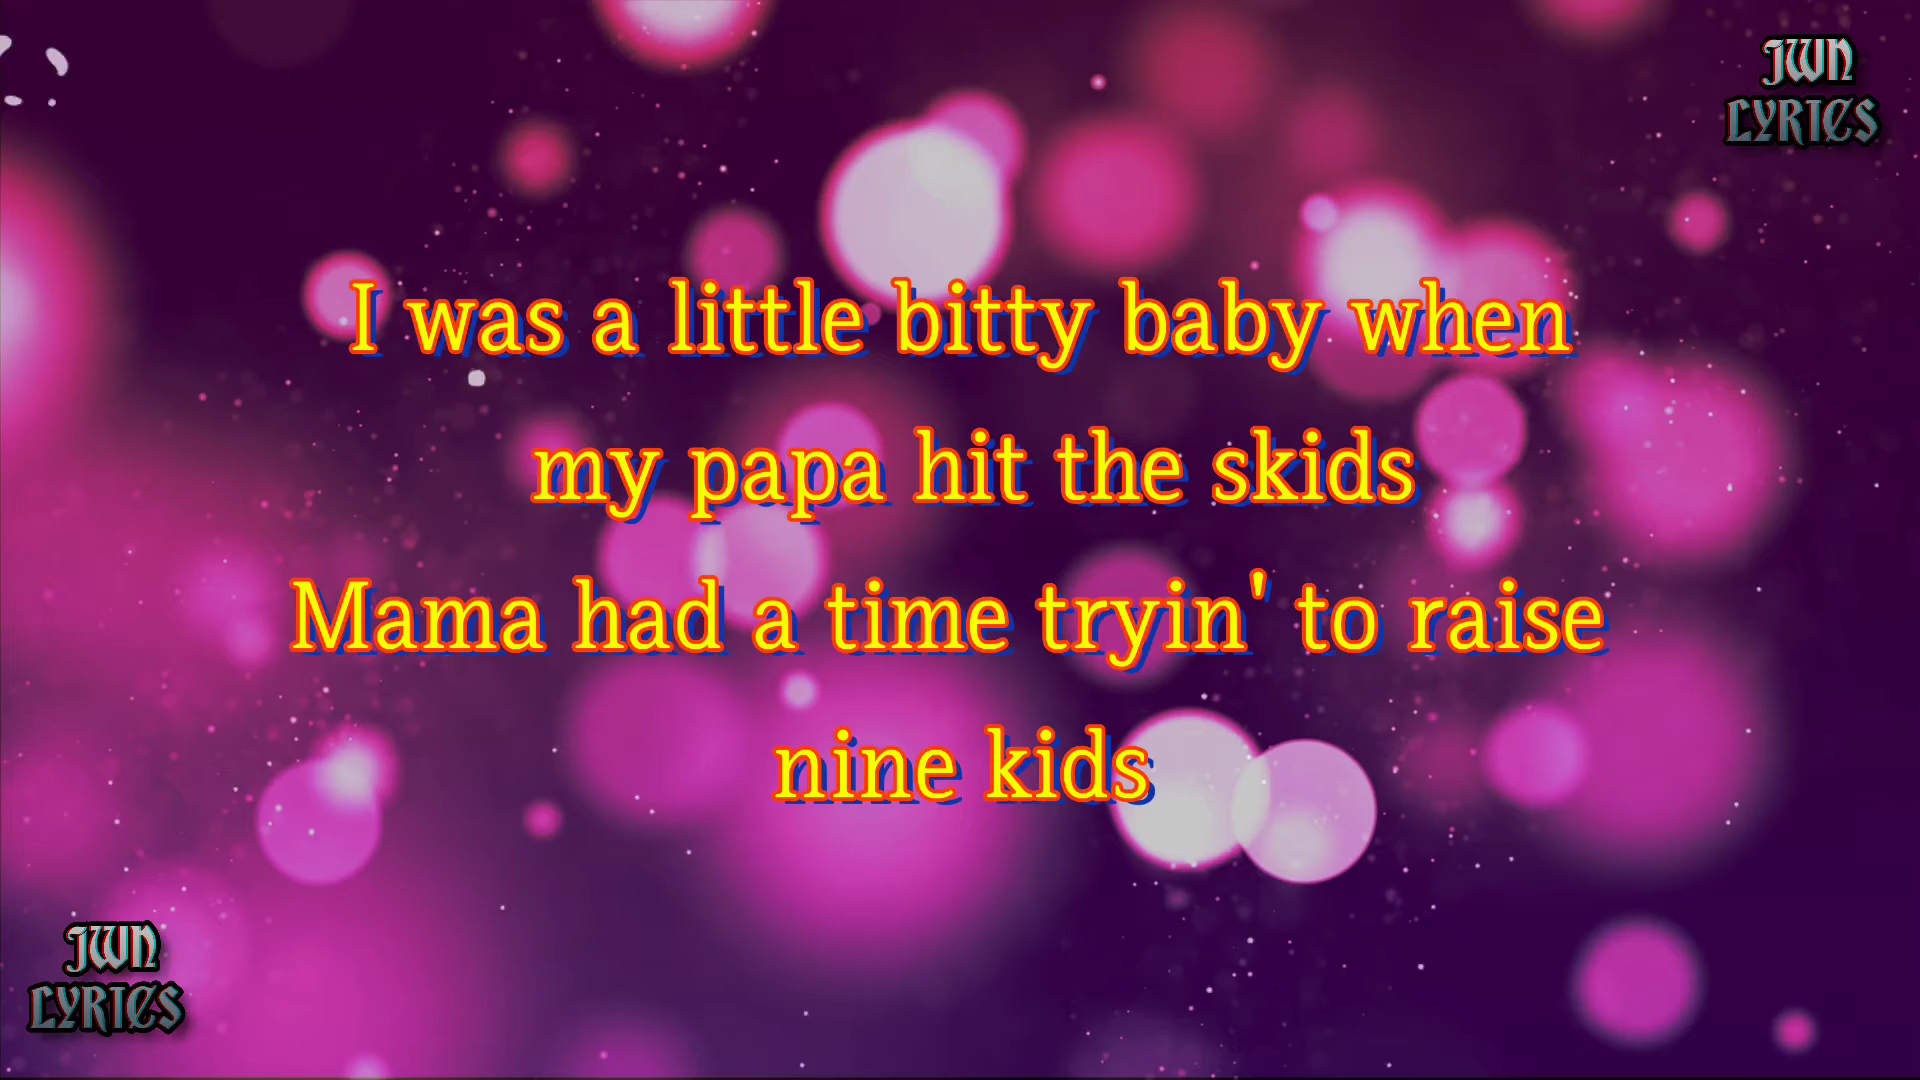 JWN
LYRICS
I was a little bitty baby when
my papa hit the skids
Mama had a time tryin' to raise
nine kids
JWN
LYRICS